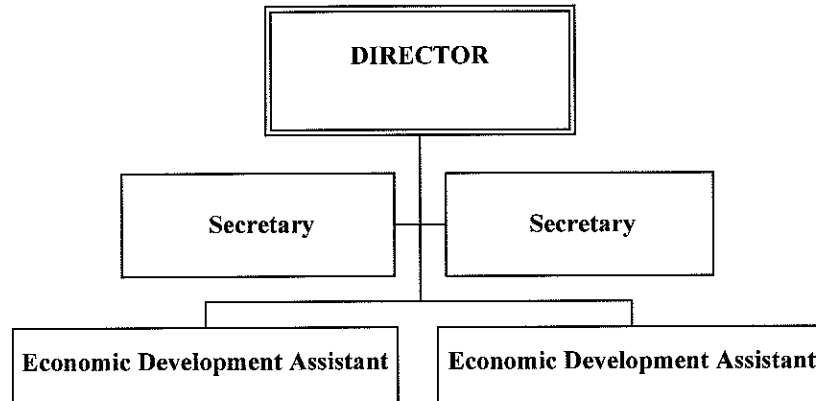 DIRECTOR
Secretary
Secretary
Economic Development Assistant
Economic Development Assistant